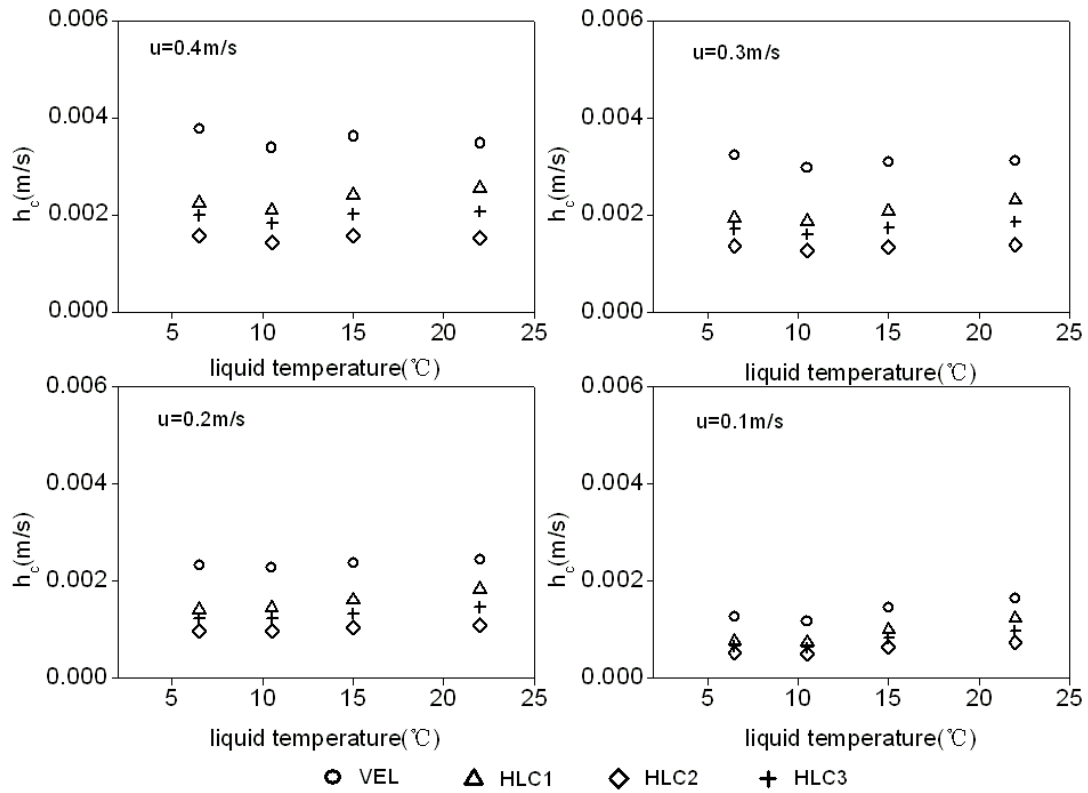 0.006
u=0.4m/s
0.004
h_c(m/s)
0.002
0.000
5 10 15 20 25
liquid temperature(℃)
0.006
u=0.3m/s
0.004
h_c(m/s)
0.002
0.000
5 10 15 20 25
liquid temperature(℃)
0.006
u=0.2m/s
0.004
h_c(m/s)
0.002
0.000
5 10 15 20 25
liquid temperature(℃)
0.006
u=0.1m/s
0.004
h_c(m/s)
0.002
0.000
5 10 15 20 25
liquid temperature(℃)
VEL HLC1 HLC2 HLC3